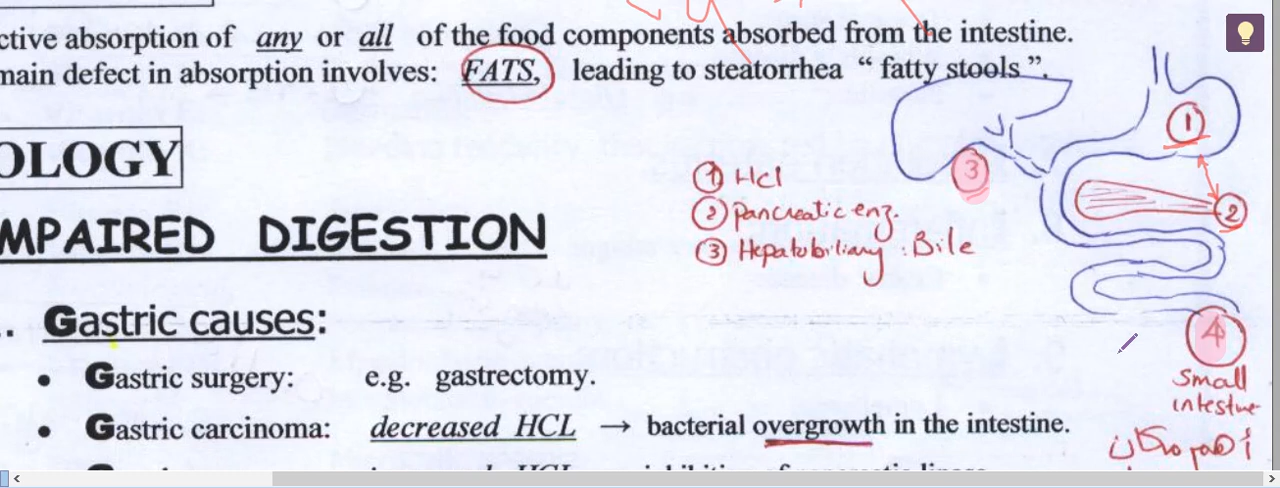 ctive absorption of any or all of the food components absorbed from the intestine.
main defect in absorption involves: FATS, leading to steatorrhea “ fatty stools ”.
OLOGY
MPAIRED DIGESTION
. Gastric causes:
• Gastric surgery: e.g. gastrectomy.
• Gastric carcinoma: decreased HCL → bacterial overgrowth in the intestine.
① Hcl
② pancreatic enz.
③ Hepatobiliary : Bile
1
2
3
4
Small
intestine